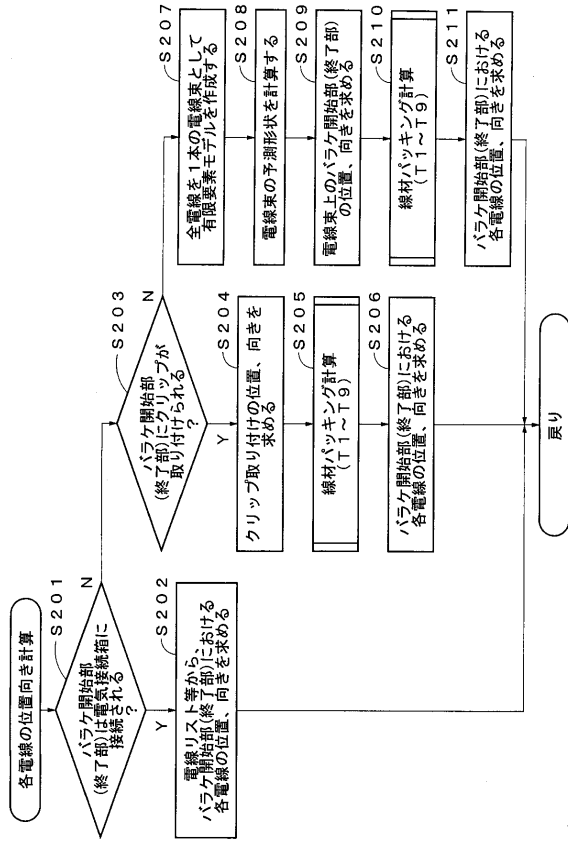 各電線の位置向き計算
S201
バラケ開始部
(終了部)は電気接続箱に
接続される
?
N
Y
S202
電線リスト等から、
バラケ開始部(終了部)における
各電線の位置、向きを求める
S203
バラケ開始部
(終了部)にクリップが
取り付けられる
?
N
Y
S204
クリップ取り付けの位置、向きを
求める
S205
線材パッキング計算
(T1～T9)
S206
バラケ開始部(終了部)における
各電線の位置、向きを求める
S207
全電線を1本の電線束として
有限要素モデルを作成する
S208
電線束の予測形状を計算する
S209
電線束上のバラケ開始部(終了部)
の位置、向きを求める
S210
線材パッキング計算
(T1～T9)
S211
バラケ開始部(終了部)における
各電線の位置、向きを求める
戻り